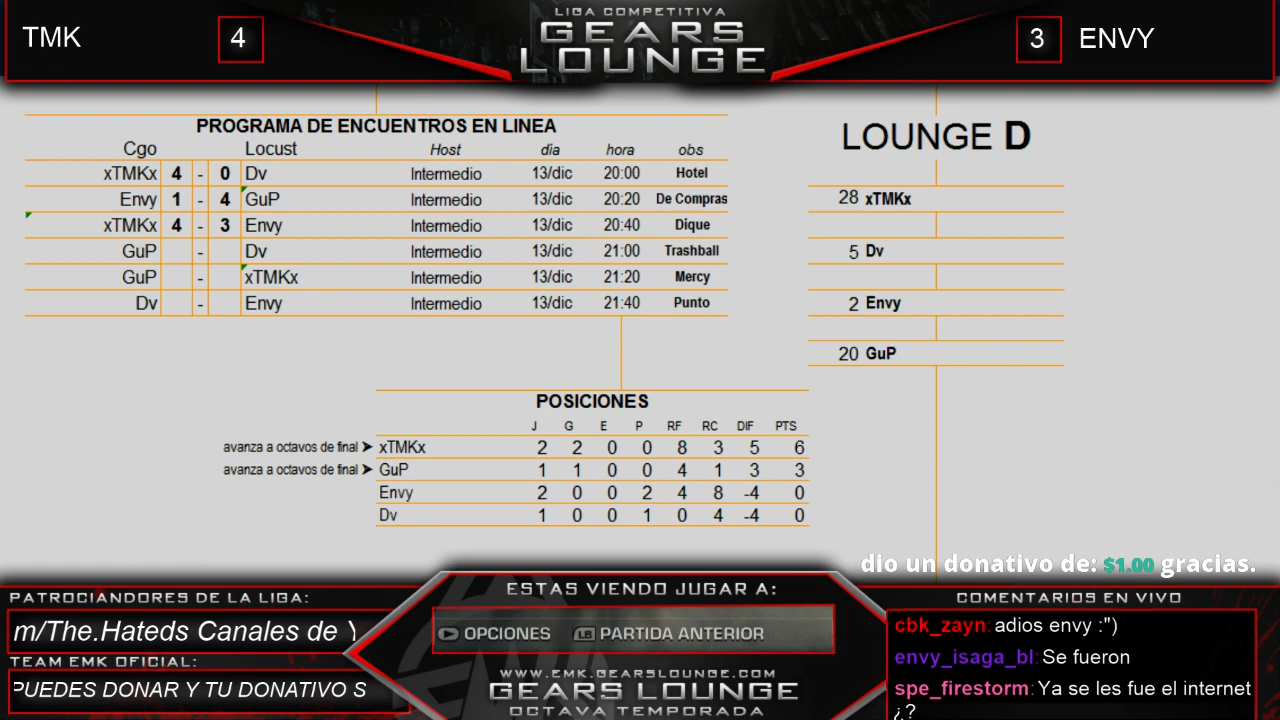 TMK 4
LIGA COMPETITIVA
GEARS
LOUNGE
3 ENVY
PROGRAMA DE ENCUENTROS EN LINEA
Cgo Locust Host día hora obs
xTMKx 4 - 0 Dv Intermedio 13/dic 20:00 Hotel
Envy 1 - 4 GuP Intermedio 13/dic 20:20 De Compras
xTMKx 4 - 3 Envy Intermedio 13/dic 20:40 Dique
GuP - Dv Intermedio 13/dic 21:00 Trashball
GuP - xTMKx Intermedio 13/dic 21:20 Mercy
Dv - Envy Intermedio 13/dic 21:40 Punto
LOUNGE D
28 xTMKx
5 Dv
2 Envy
20 GuP
POSICIONES
J G E P RF RC DIF PTS
avanza a octavos de final ➤ xTMKx 2 2 0 0 8 3 5 6
avanza a octavos de final ➤ GuP 1 1 0 0 4 1 3 3
Envy 2 0 0 2 4 8 -4 0
Dv 1 0 0 1 0 4 -4 0
dio un donativo de: $1.00 gracias.
PATROCIANDORES DE LA LIGA:
m/The.Hateds Canales de Y
TEAM EMK OFICIAL:
PUEDES DONAR Y TU DONATIVO S
ESTAS VIENDO JUGAR A:
OPCIONES LB PARTIDA ANTERIOR
WWW.EMK.GEARSLOUNGE.COM
GEARS LOUNGE
OCTAVA TEMPORADA
COMENTARIOS EN VIVO
cbk_zayn: adios envy :")
envy_isaga_bl: Se fueron
spe_firestorm: Ya se les fue el internet
¿?